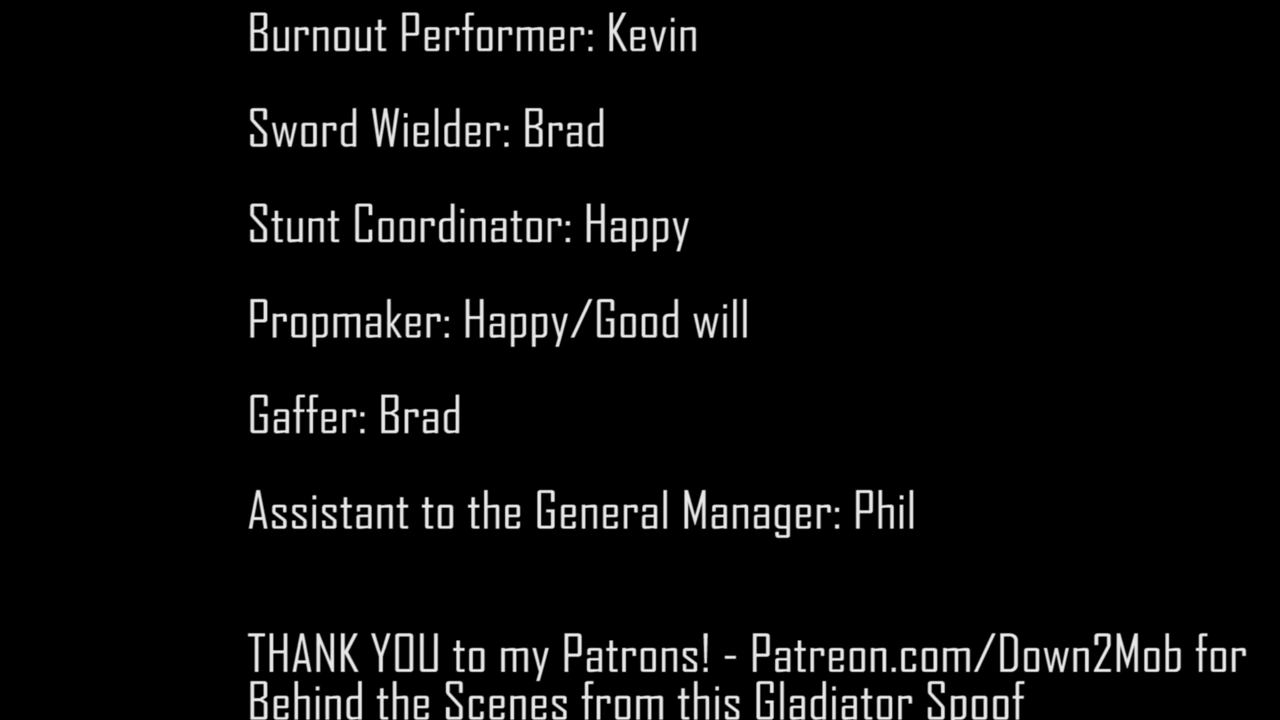 Burnout Performer: Kevin
Sword Wielder: Brad
Stunt Coordinator: Happy
Propmaker: Happy/Good will
Gaffer: Brad
Assistant to the General Manager: Phil
THANK YOU to my Patrons! - Patreon.com/Down2Mob for
Behind the Scenes from this Gladiator Spoof